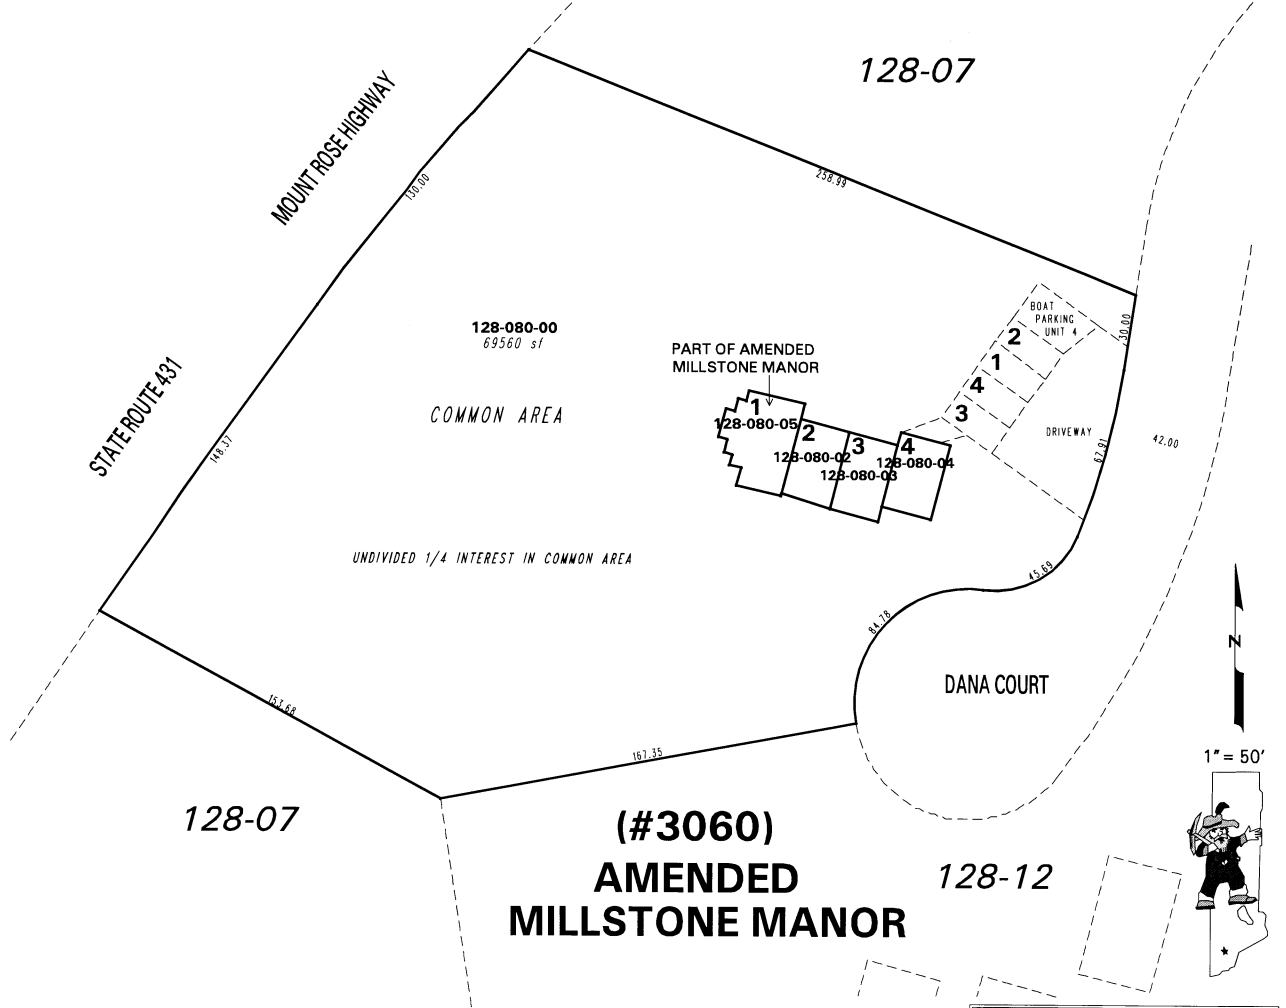 128-07
MOUNT ROSE HIGHWAY
130.00
258.99
BOAT
PARKING
UNIT 4
30.00
128-080-00
69560 sf
2
PART OF AMENDED
MILLSTONE MANOR
1
4
STATE ROUTE 431
148.37
COMMON AREA
1
128-080-05
3
2
128-080-02
3
128-080-03
4
128-080-04
DRIVEWAY
67.91
42.00
UNDIVIDED 1/4 INTEREST IN COMMON AREA
45.69
84.78
N
DANA COURT
153.68
167.35
1" = 50'
128-07
(#3060)
AMENDED
MILLSTONE MANOR
128-12